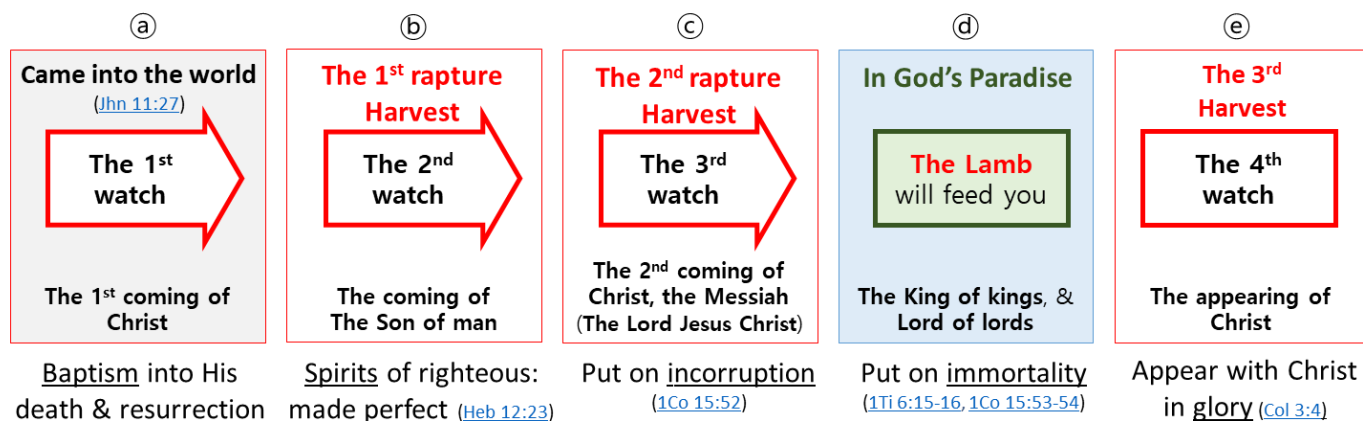 ⓐ
Came into the world
(Jhn 11:27)
The 1st
watch
The 1st coming of
Christ
Baptism into His
death & resurrection
ⓑ
The 1st rapture
Harvest
The 2nd
watch
The coming of
The Son of man
Spirits of righteous:
made perfect (Heb 12:23)
ⓒ
The 2nd rapture
Harvest
The 3rd
watch
The 2nd coming of
Christ, the Messiah
(The Lord Jesus Christ)
Put on incorruption
(1Co 15:52)
ⓓ
In God's Paradise
The Lamb
will feed you
The King of kings, &
Lord of lords
Put on immortality
(1Ti 6:15-16, 1Co 15:53-54)
ⓔ
The 3rd
Harvest
The 4th
watch
The appearing of
Christ
Appear with Christ
in glory (Col 3:4)